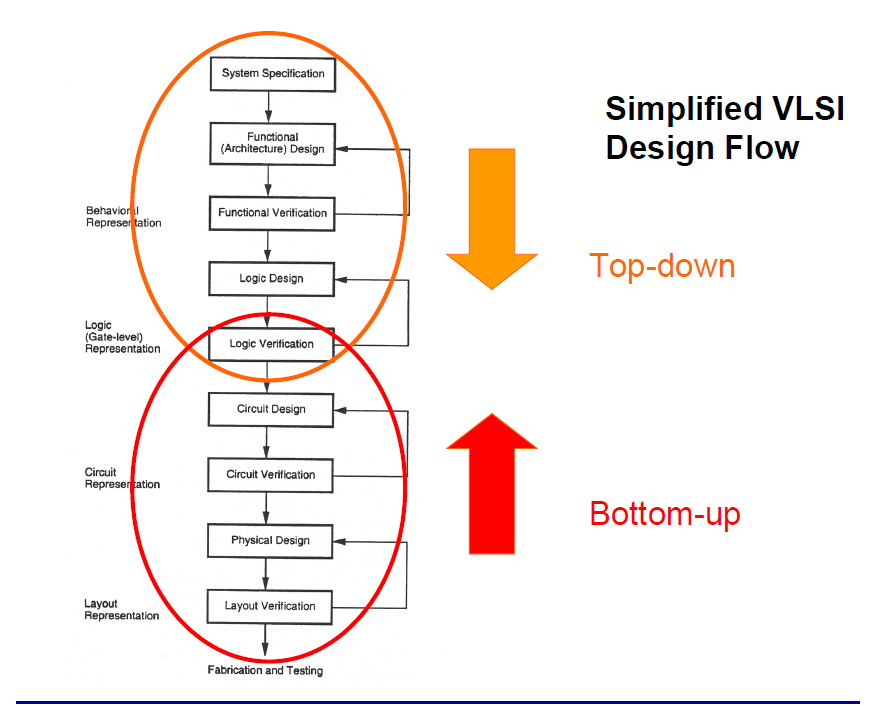 System Specification
Simplified VLSI
Design Flow
Functional
(Architecture) Design
Behavioral
Representation
Functional Verification
Top-down
Logic Design
Logic
(Gate-level)
Representation
Logic Verification
Circuit Design
Circuit
Representation
Circuit Verification
Bottom-up
Physical Design
Layout
Representation
Layout Verification
Fabrication and Testing